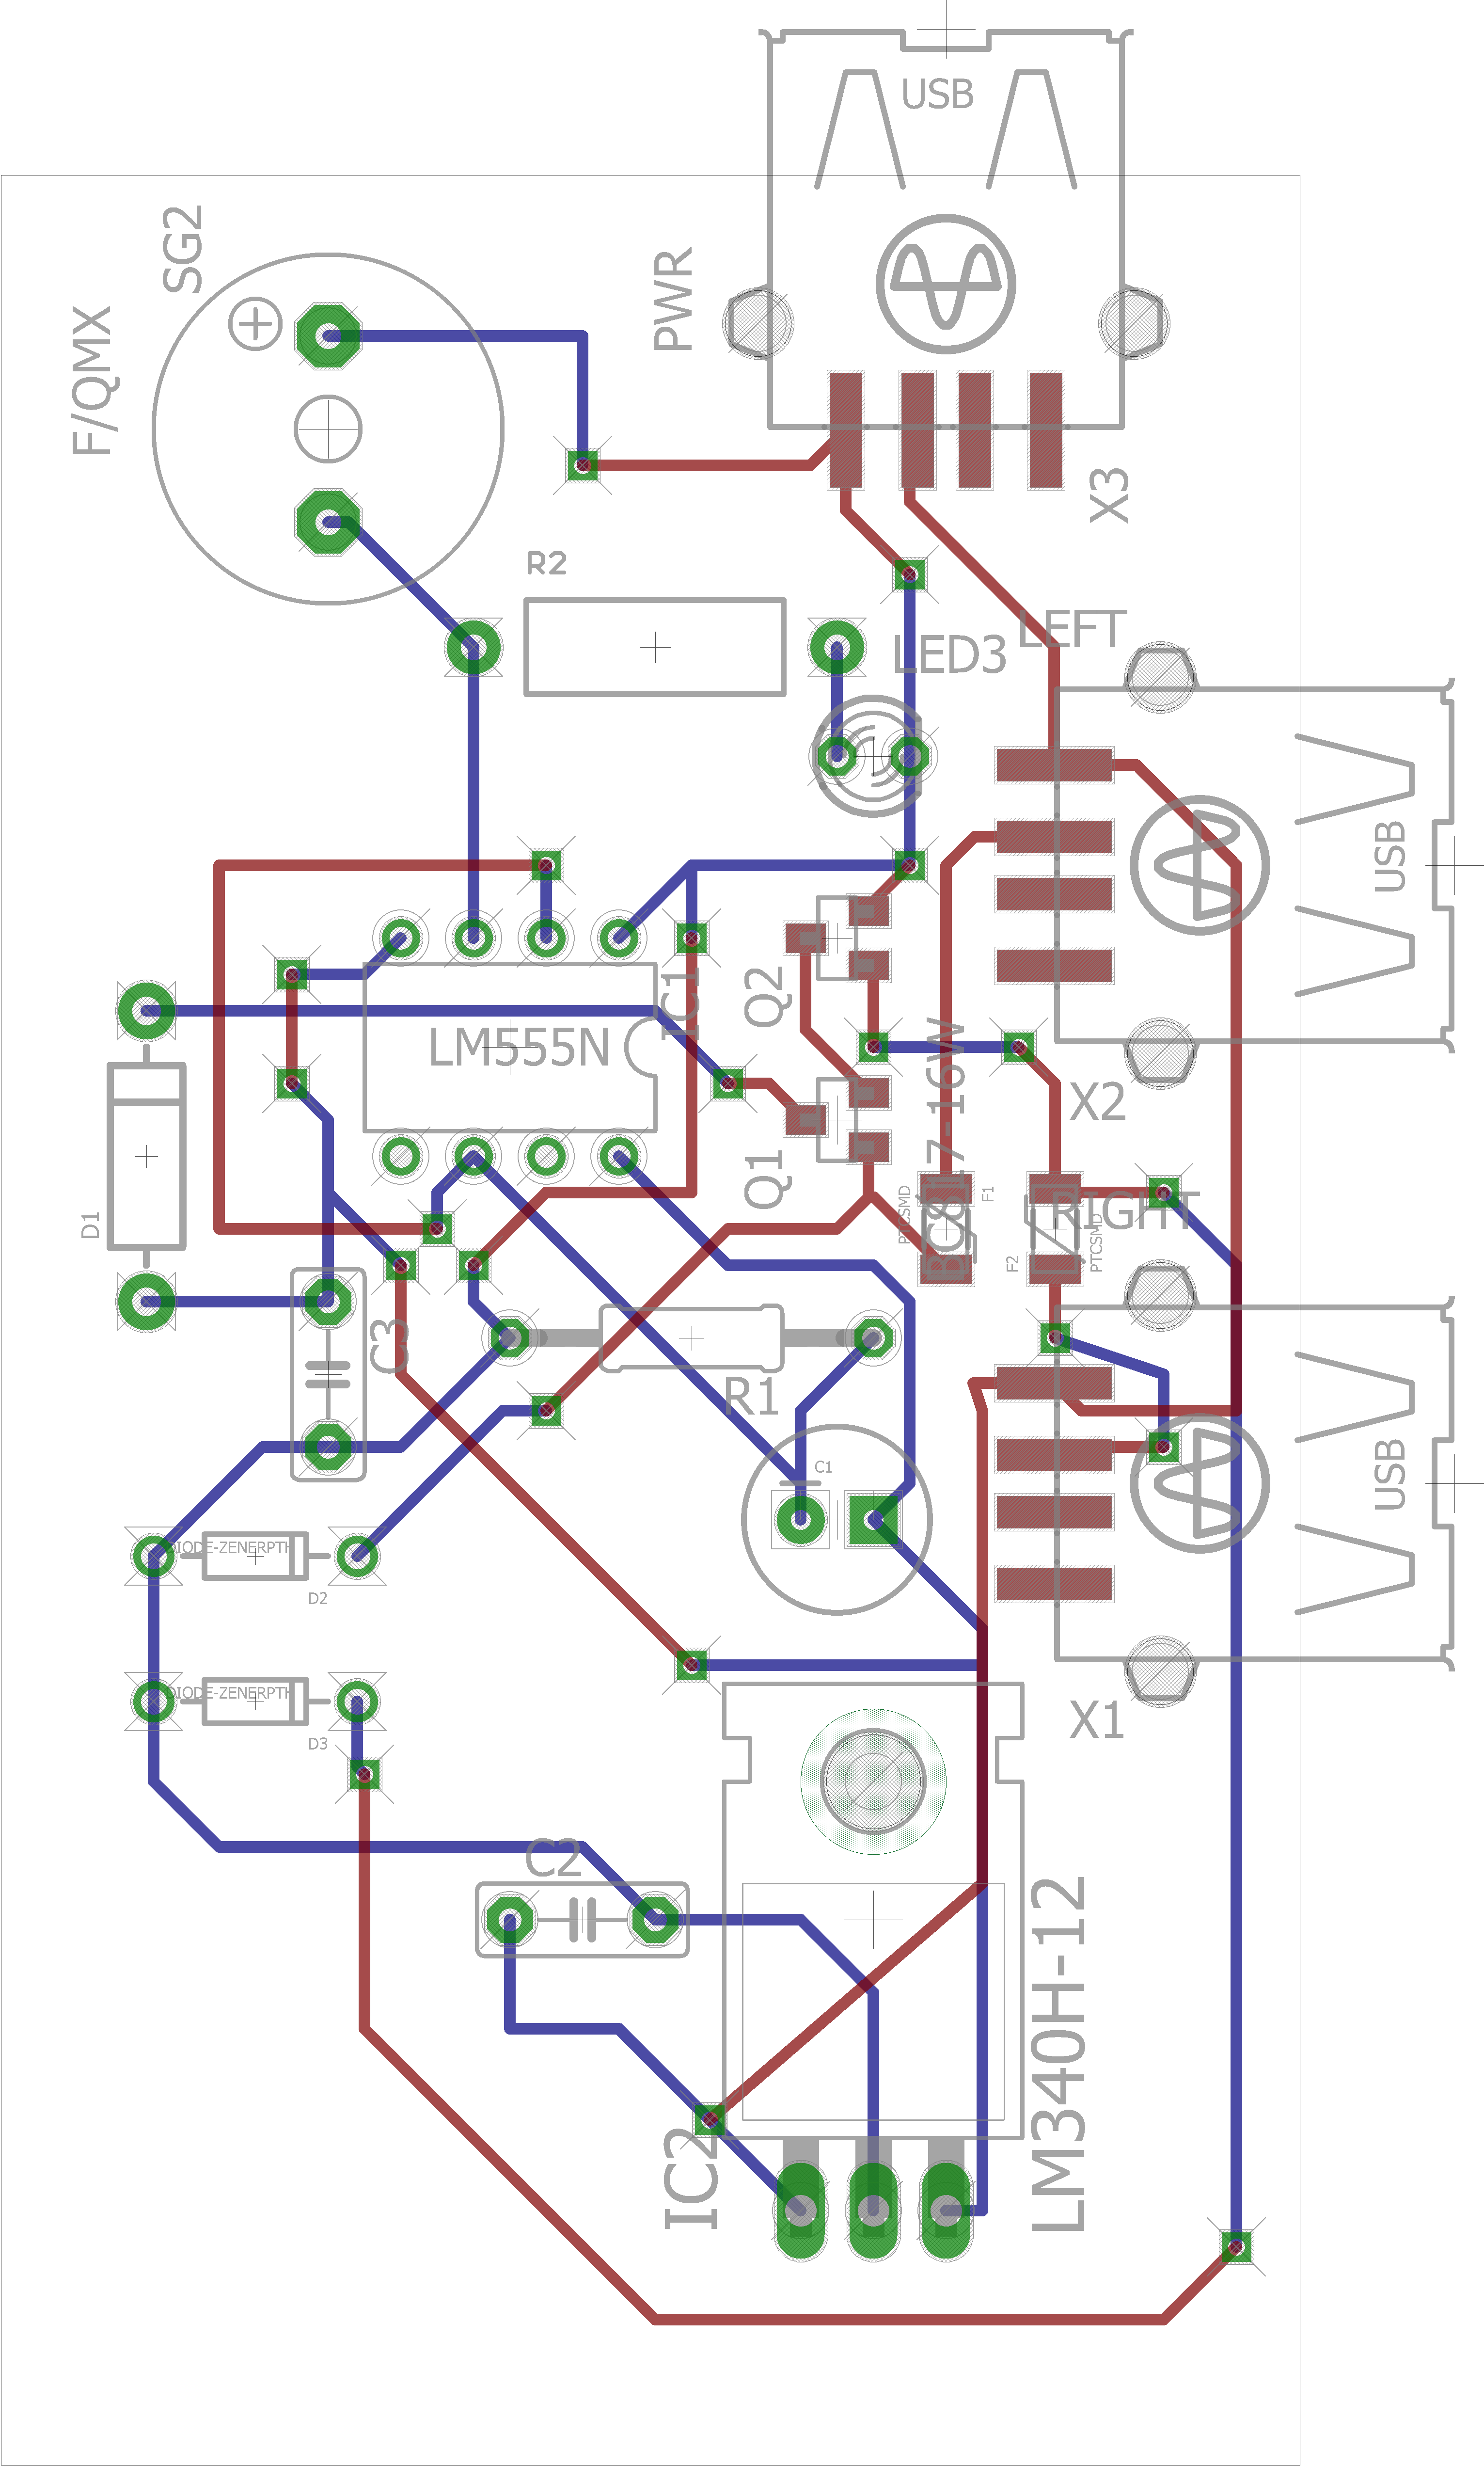 USB
SG2
PWR
F/QMX
X3
R2
LED3
LEFT
USB
IC1
Q2
LM555N
BC817-16W
X2
Q1
D1
PTCSMD
F1
RIGHT
F2
PTCSMD
C3
R1
USB
C1
DIODE-ZENERPTH
D2
DIODE-ZENERPTH
D3
X1
C2
LM340H-12
IC2